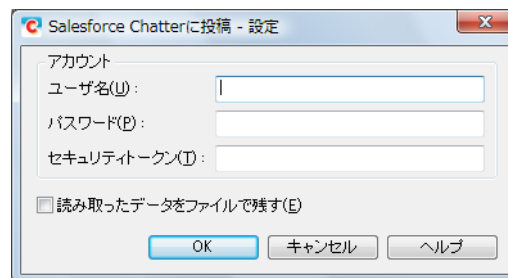 Salesforce Chatterに投稿 - 設定
アカウント
ユーザ名(U) :
パスワード(P) :
セキュリティトークン(T) :
読み取ったデータをファイルで残す(E)
OK キャンセル ヘルプ